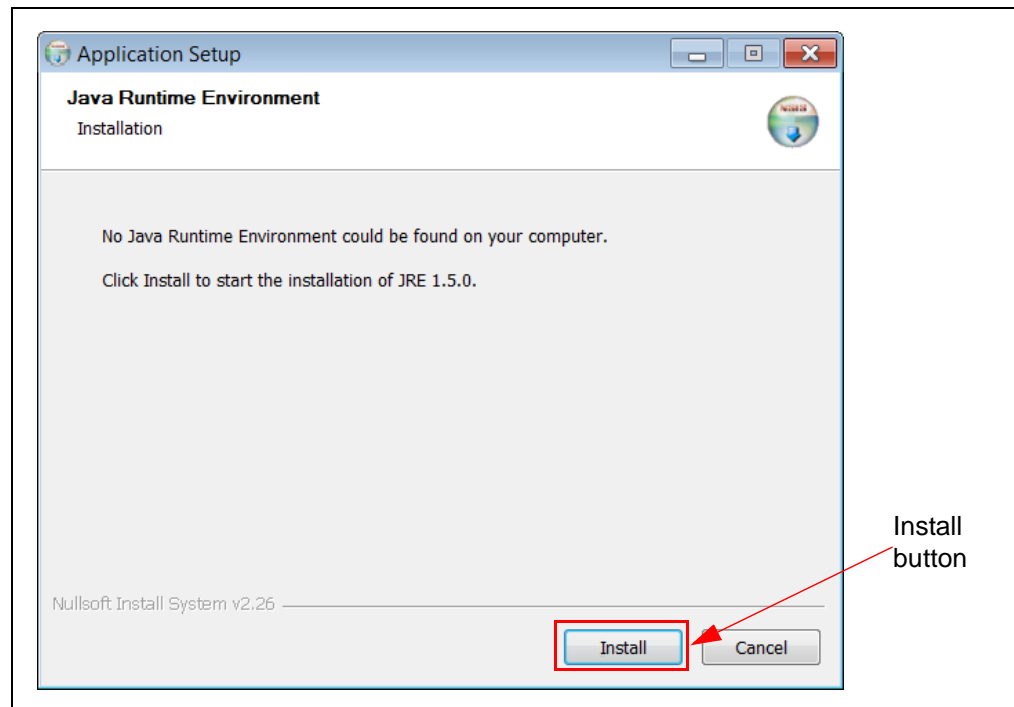 Application Setup
Java Runtime Environment
Installation
No Java Runtime Environment could be found on your computer.
Click Install to start the installation of JRE 1.5.0.
Install
button
Nullsoft Install System v2.26
Install
Cancel